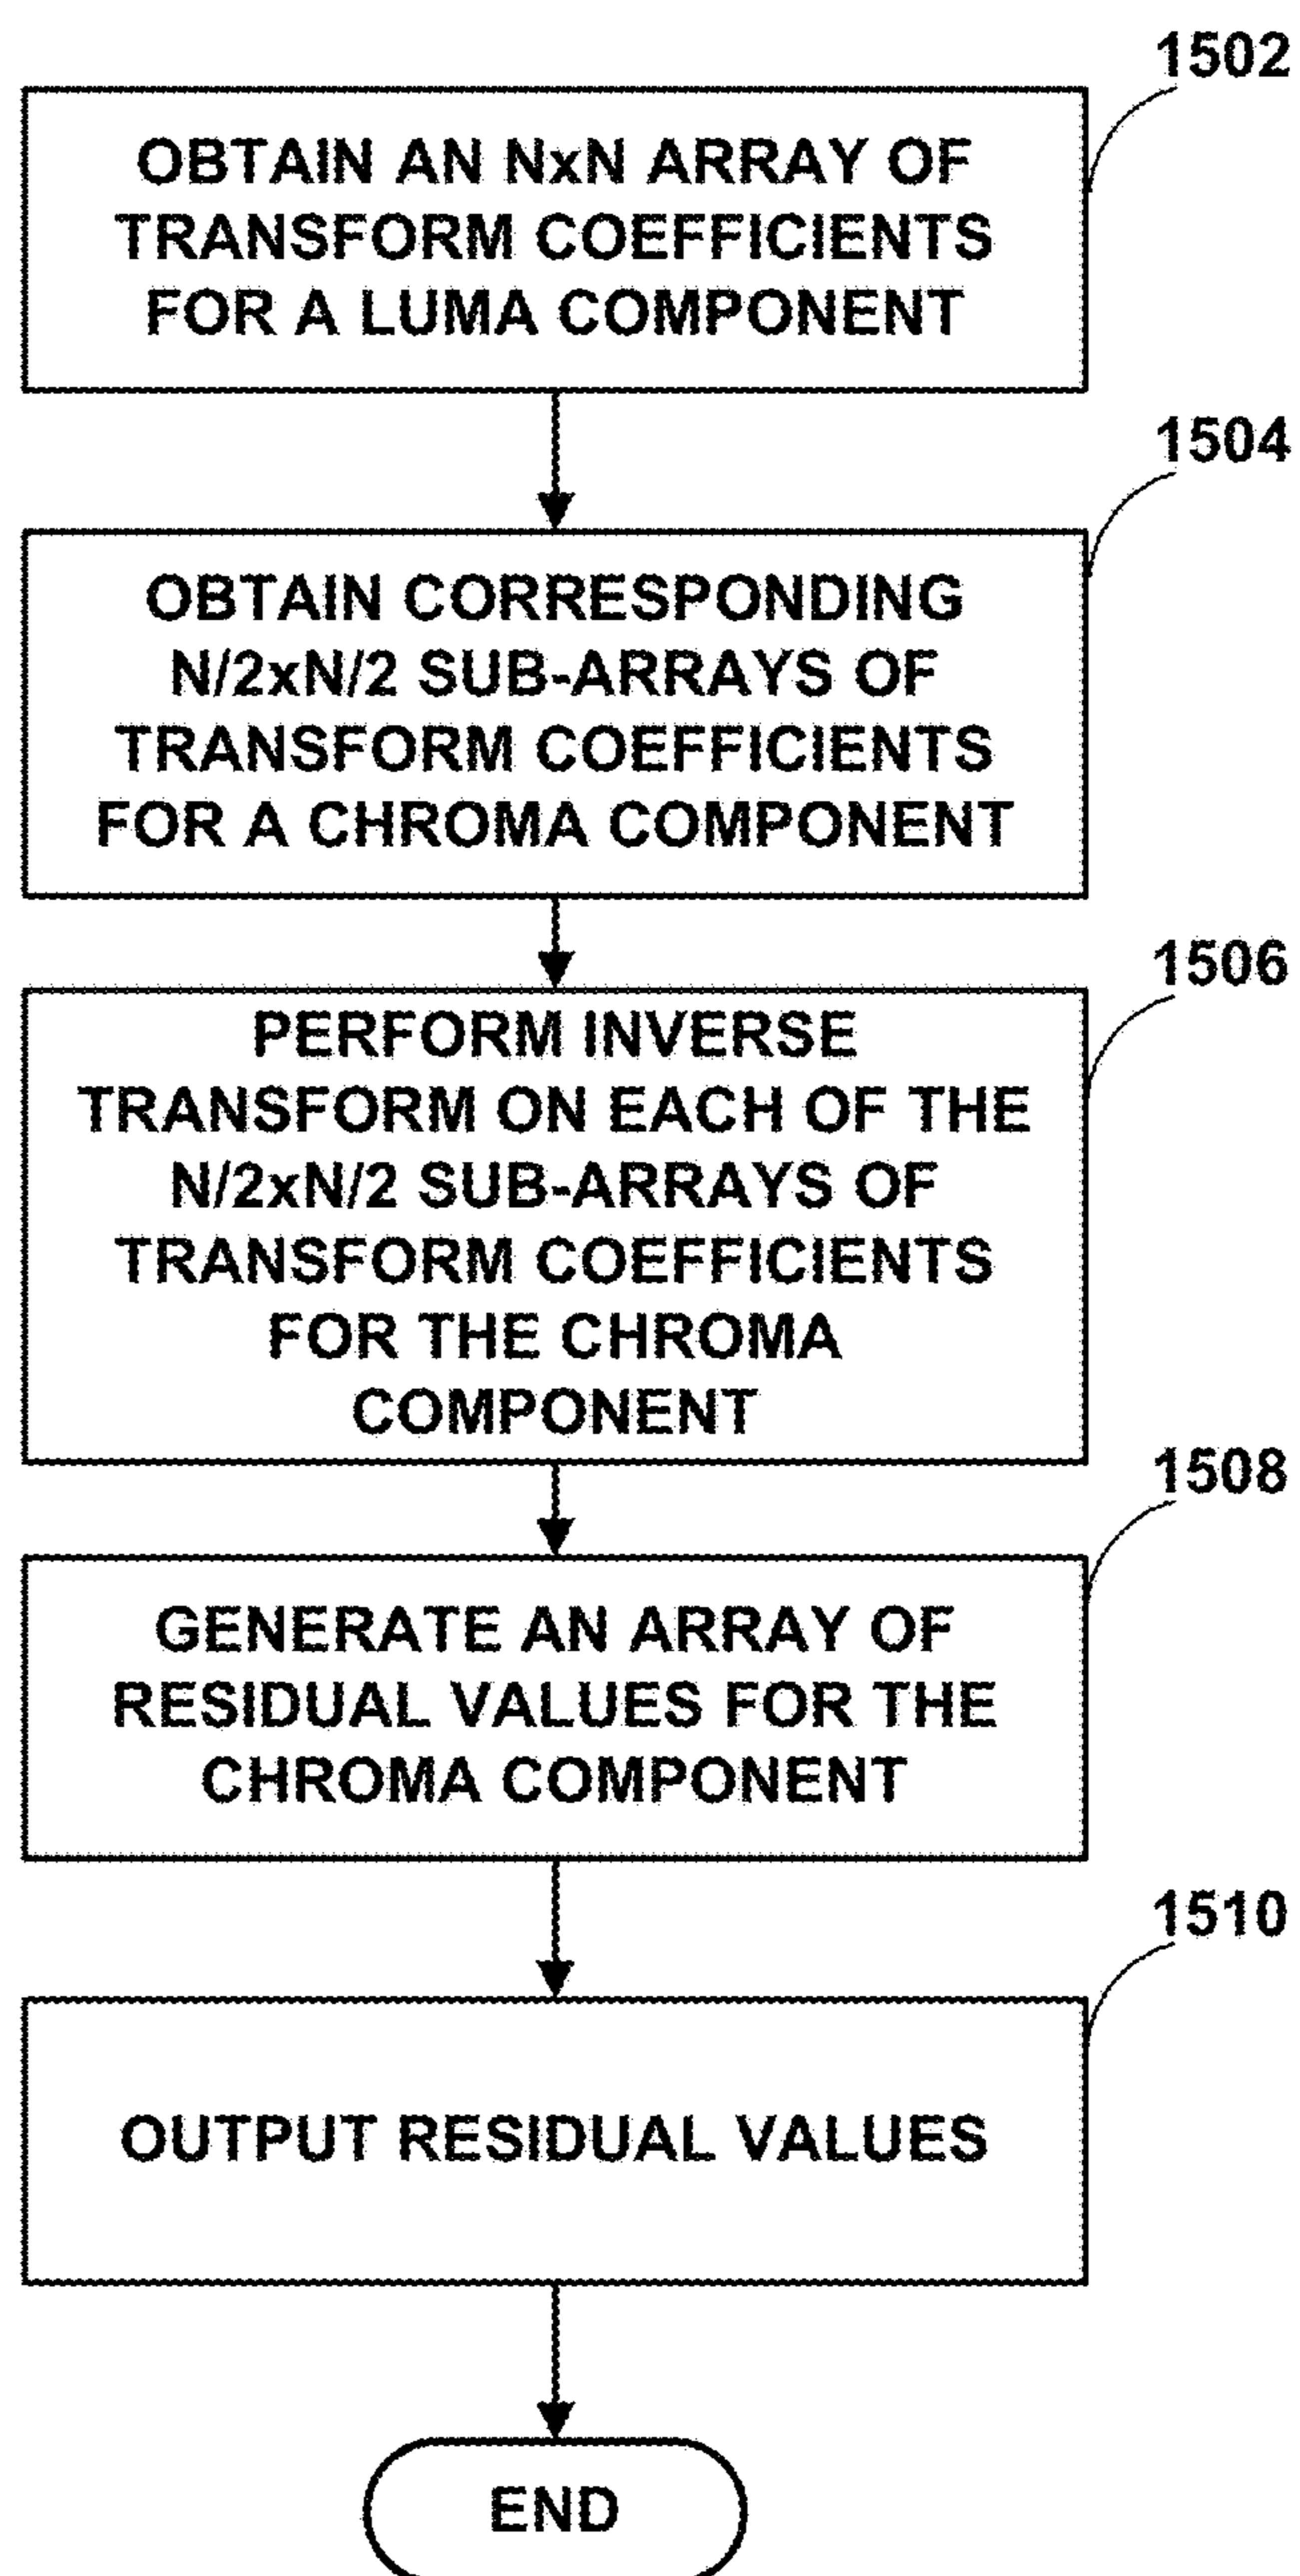 1502
OBTAIN AN NxN ARRAY OF
TRANSFORM COEFFICIENTS
FOR A LUMA COMPONENT
1504
OBTAIN CORRESPONDING
N/2xN/2 SUB-ARRAYS OF
TRANSFORM COEFFICIENTS
FOR A CHROMA COMPONENT
1506
PERFORM INVERSE
TRANSFORM ON EACH OF THE
N/2xN/2 SUB-ARRAYS OF
TRANSFORM COEFFICIENTS
FOR THE CHROMA
COMPONENT
1508
GENERATE AN ARRAY OF
RESIDUAL VALUES FOR THE
CHROMA COMPONENT
1510
OUTPUT RESIDUAL VALUES
END